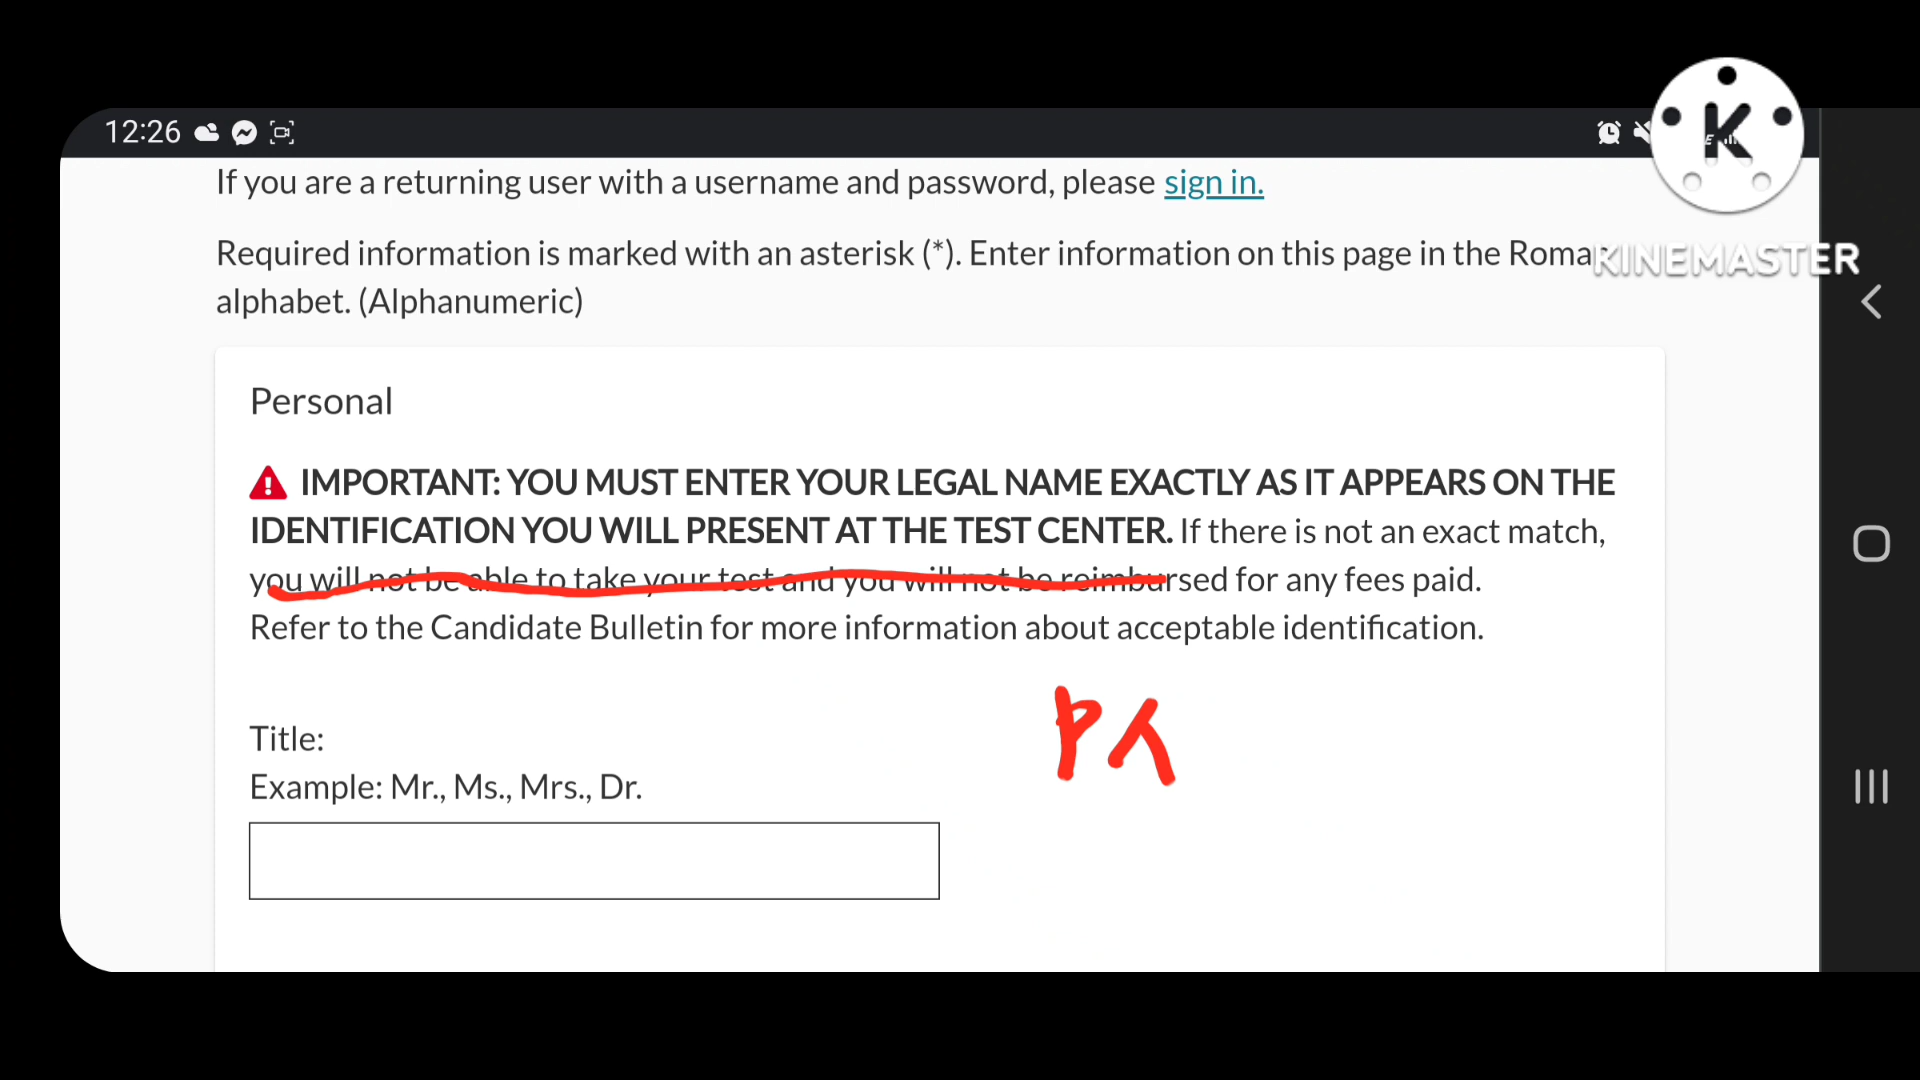 12:26
If you are a returning user with a username and password, please sign in.
Required information is marked with an asterisk (*). Enter information on this page in the Roman
alphabet. (Alphanumeric)
KINEMASTER
Personal
IMPORTANT: YOU MUST ENTER YOUR LEGAL NAME EXACTLY AS IT APPEARS ON THE
IDENTIFICATION YOU WILL PRESENT AT THE TEST CENTER. If there is not an exact match,
you will not be able to take your test and you will not be reimbursed for any fees paid.
Refer to the Candidate Bulletin for more information about acceptable identification.
Title:
Example: Mr., Ms., Mrs., Dr.